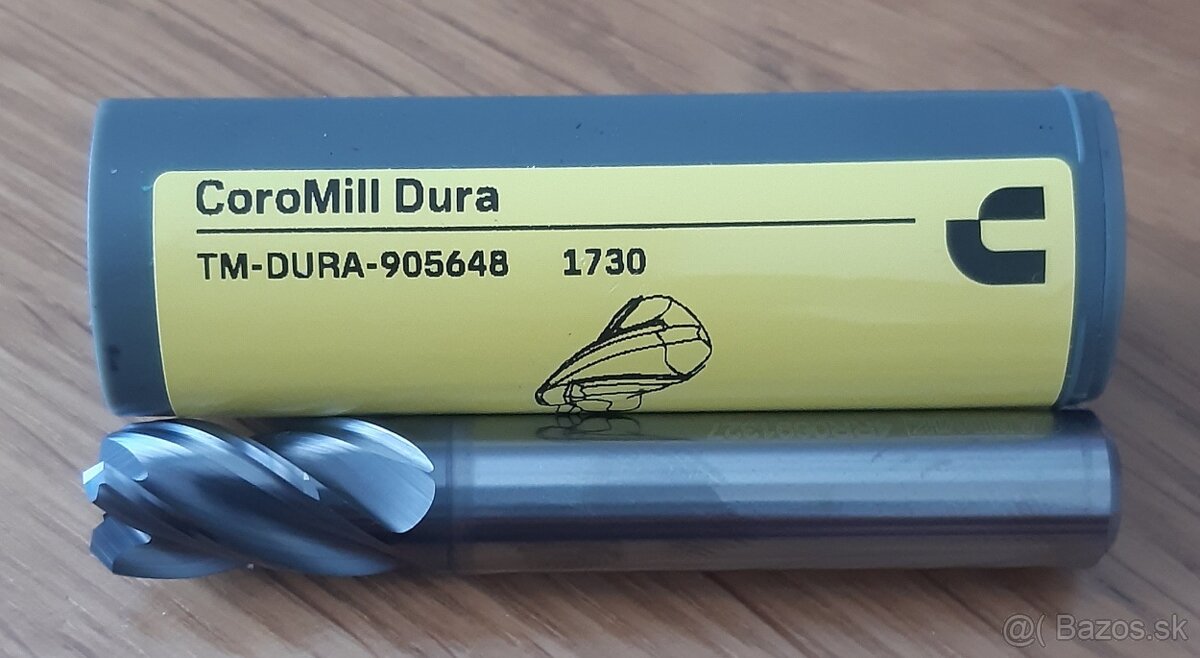 CoroMill Dura
TM-DURA-905648 1730
@( Bazos.sk